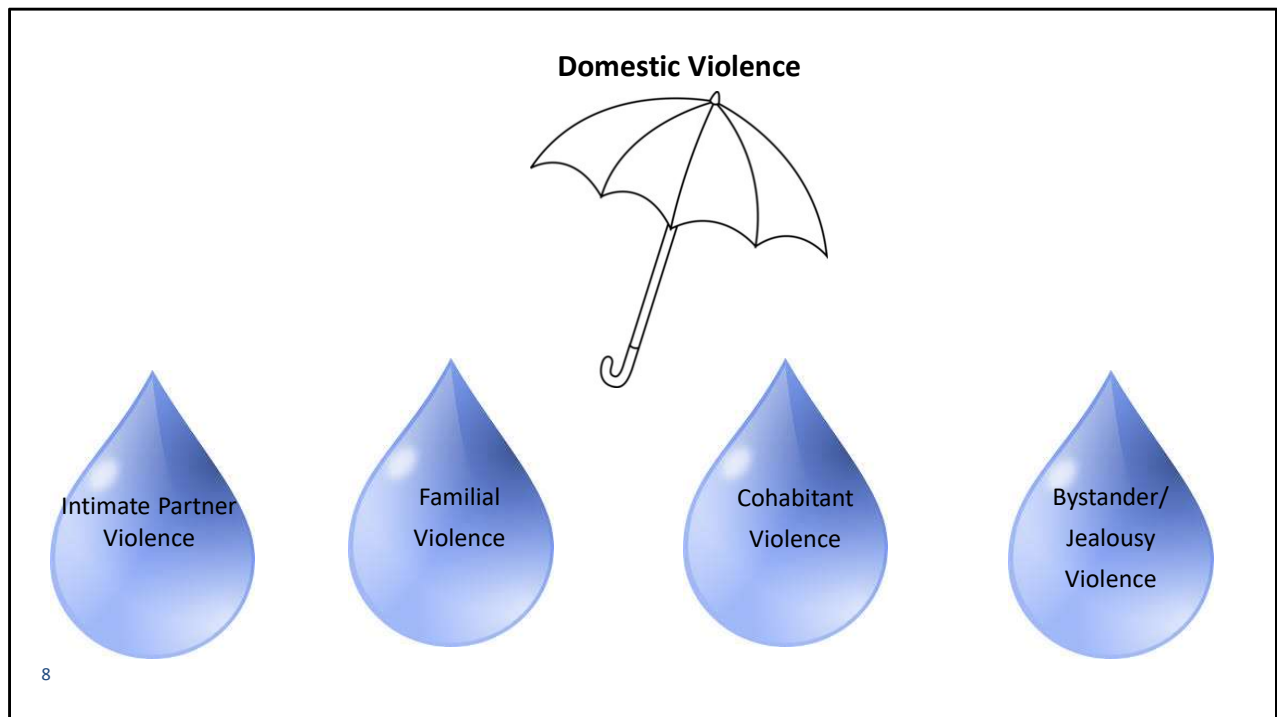 Domestic Violence
Intimate Partner
Violence
Familial
Violence
Cohabitant
Violence
Bystander/
Jealousy
Violence
8